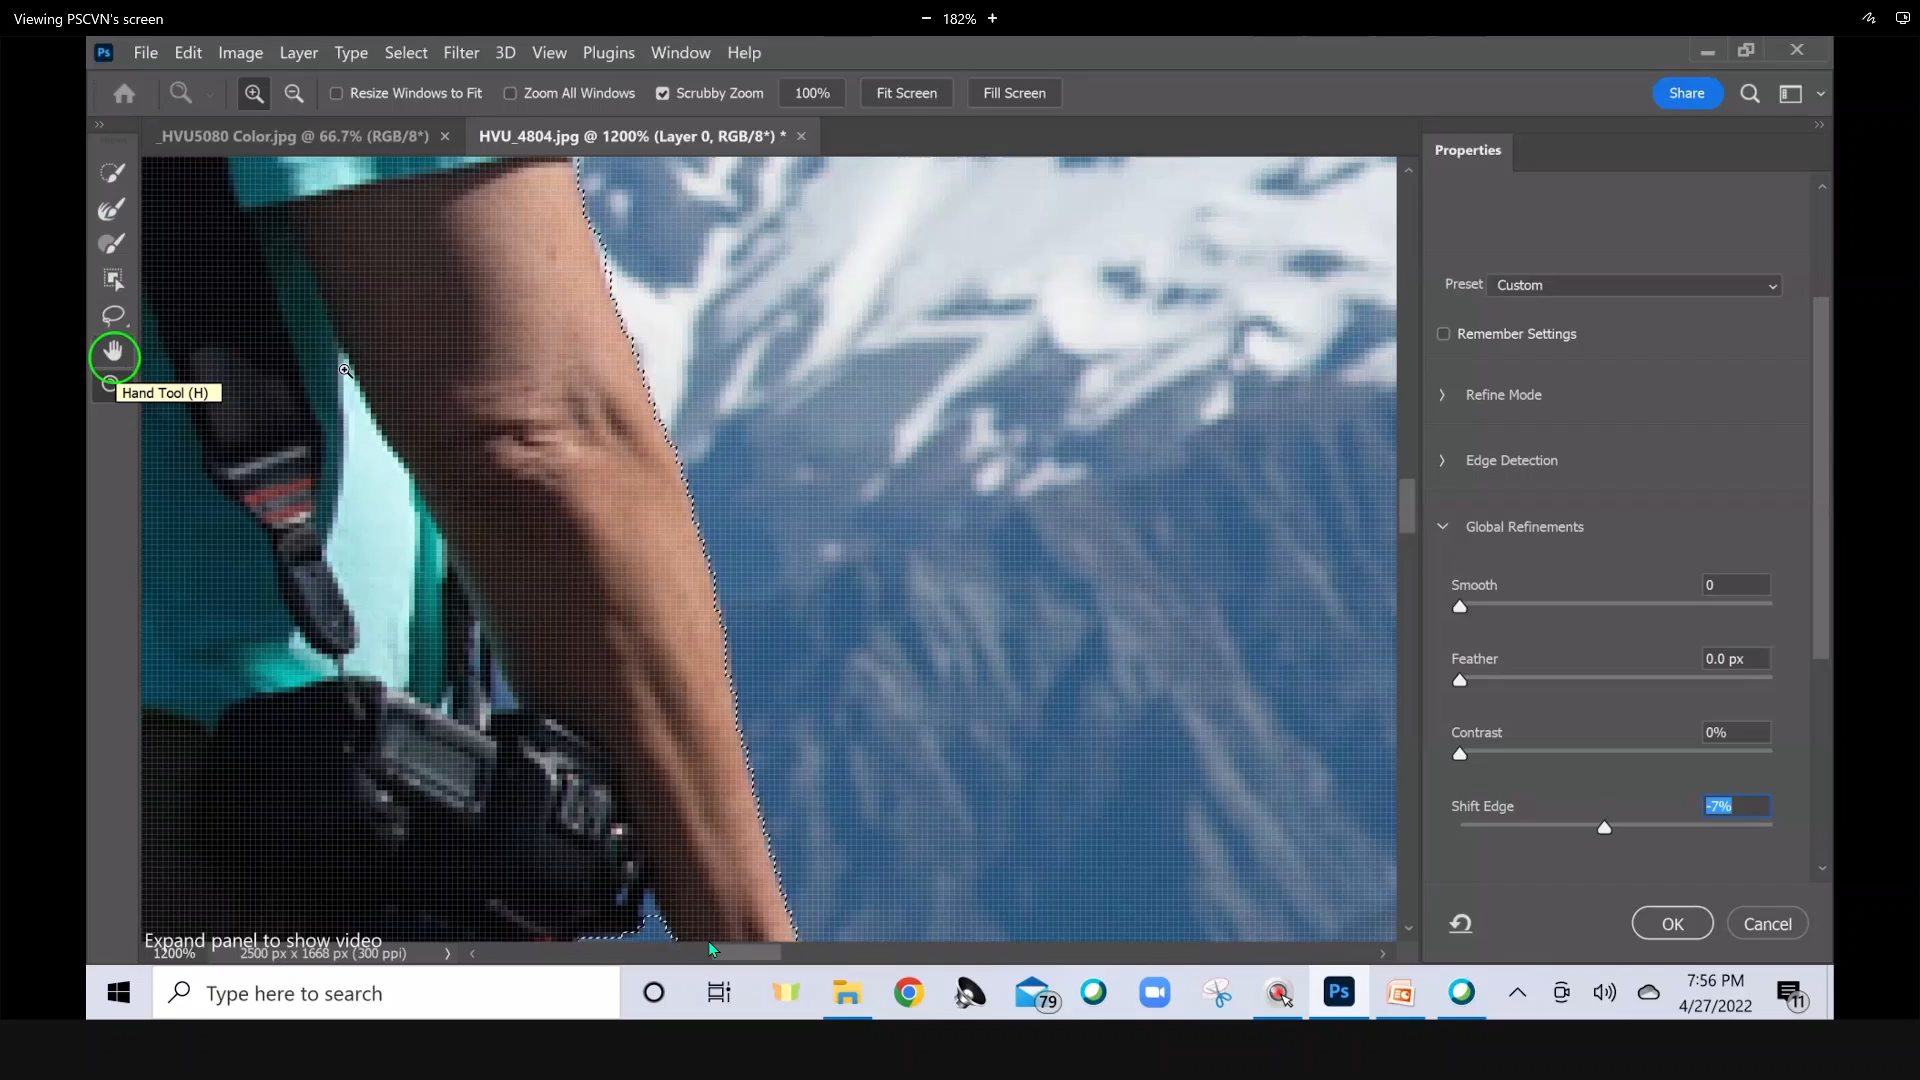 Viewing PSCVN's screen
− 182% +
Ps File Edit Image Layer Type Select Filter 3D View Plugins Window Help
Resize Windows to Fit Zoom All Windows Scrubby Zoom 100% Fit Screen Fill Screen Share
_HVU5080 Color.jpg @ 66.7% (RGB/8*) × HVU_4804.jpg @ 1200% (Layer 0, RGB/8*) * ×
Properties
Preset Custom
Remember Settings
Refine Mode
Hand Tool (H)
Edge Detection
Global Refinements
Smooth 0
Feather 0.0 px
Contrast 0%
Shift Edge -7%
OK Cancel
Expand panel to show video
1200% 2500 px x 1668 px (300 ppi)
Type here to search
79
Ps
7:56 PM
4/27/2022
11